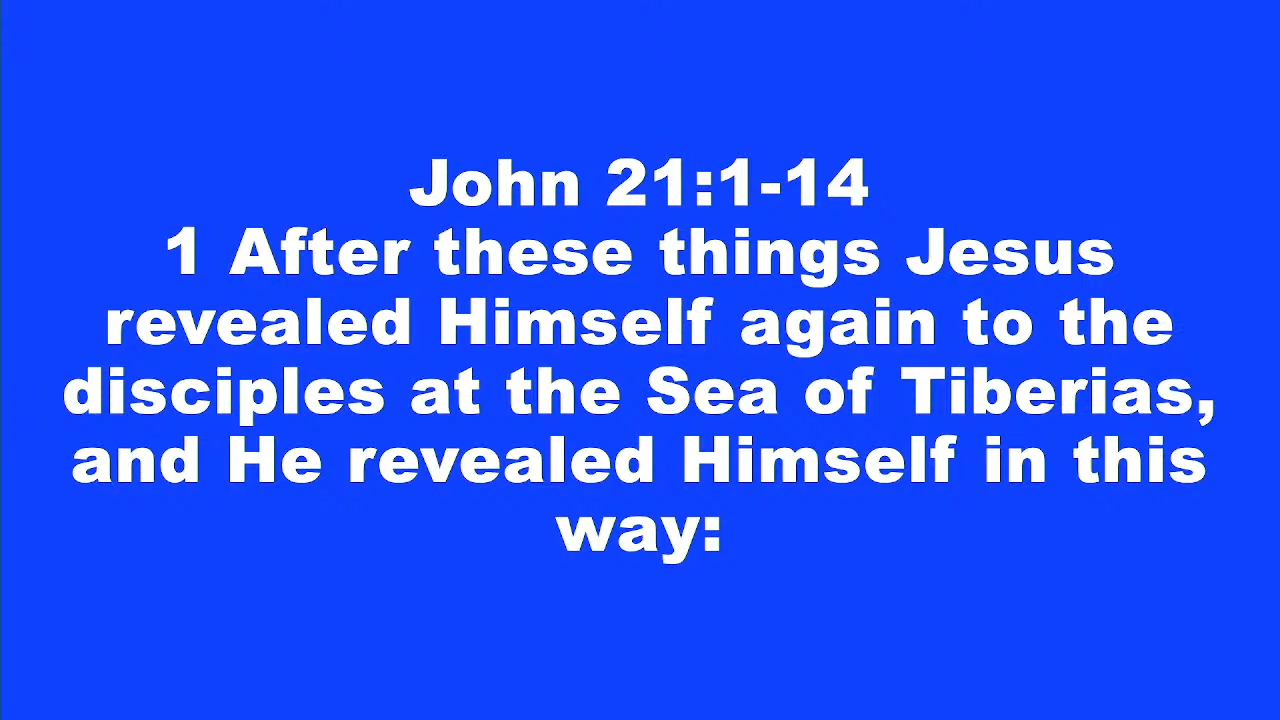 John 21:1-14
1 After these things Jesus
revealed Himself again to the
disciples at the Sea of Tiberias,
and He revealed Himself in this
way: